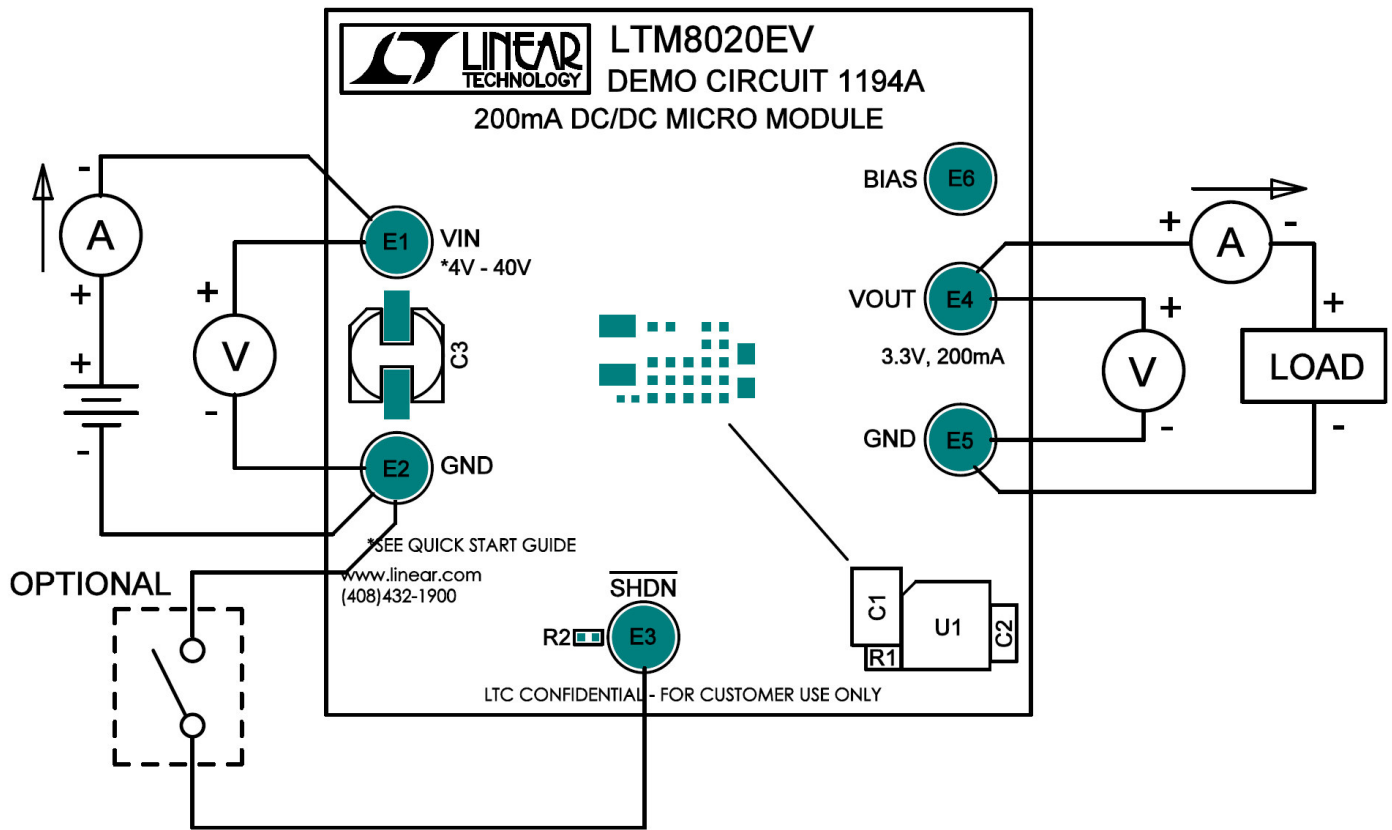 LINEAR
TECHNOLOGY
LTM8020EV
DEMO CIRCUIT 1194A
200mA DC/DC MICRO MODULE
BIAS E6
- A +
+
-
E1 VIN
*4V - 40V
+ V -
C3
E2 GND
VOUT E4
3.3V, 200mA
GND E5
+ A -
+ V -
+ LOAD -
*SEE QUICK START GUIDE
www.linear.com
(408)432-1900
OPTIONAL
SHDN
R2 E3
C1
R1
U1
C2
LTC CONFIDENTIAL - FOR CUSTOMER USE ONLY